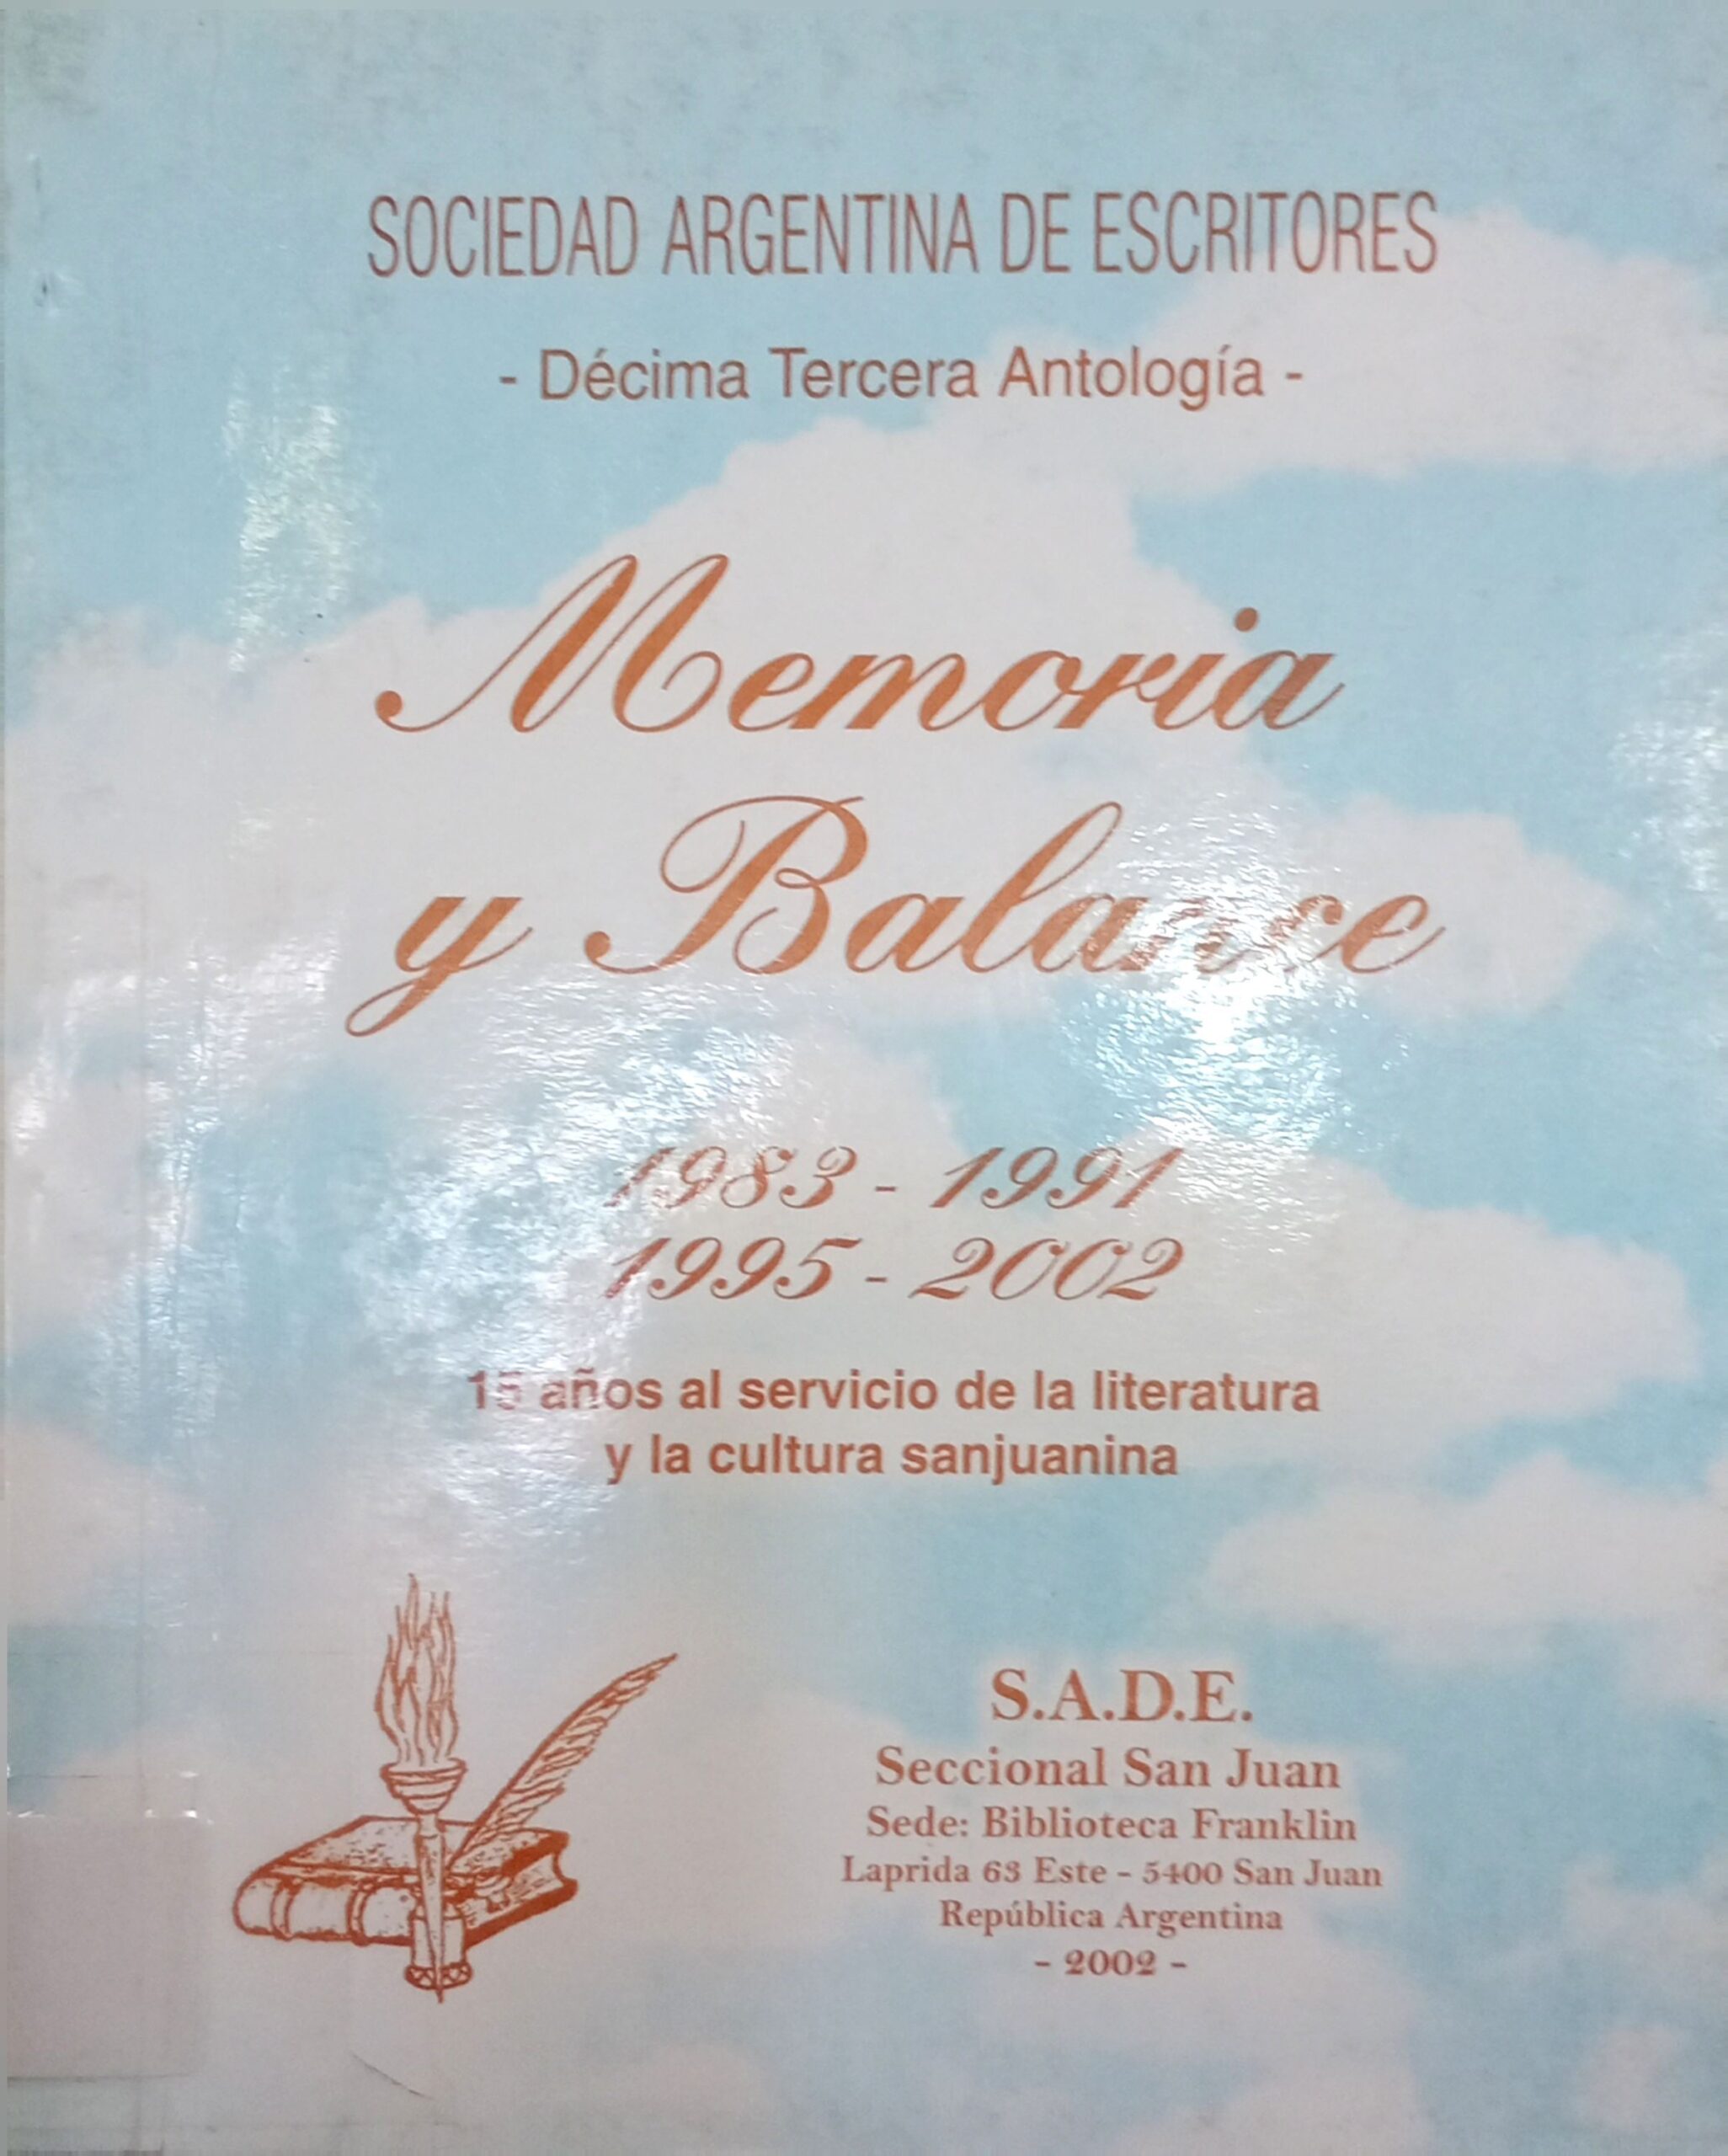 SOCIEDAD ARGENTINA DE ESCRITORES
- Décima Tercera Antología -
Memoria
y Balance
1983 - 1991
1995 - 2002
15 años al servicio de la literatura
y la cultura sanjuanina
S.A.D.E.
Seccional San Juan
Sede: Biblioteca Franklin
Laprida 63 Este - 5400 San Juan
República Argentina
- 2002 -